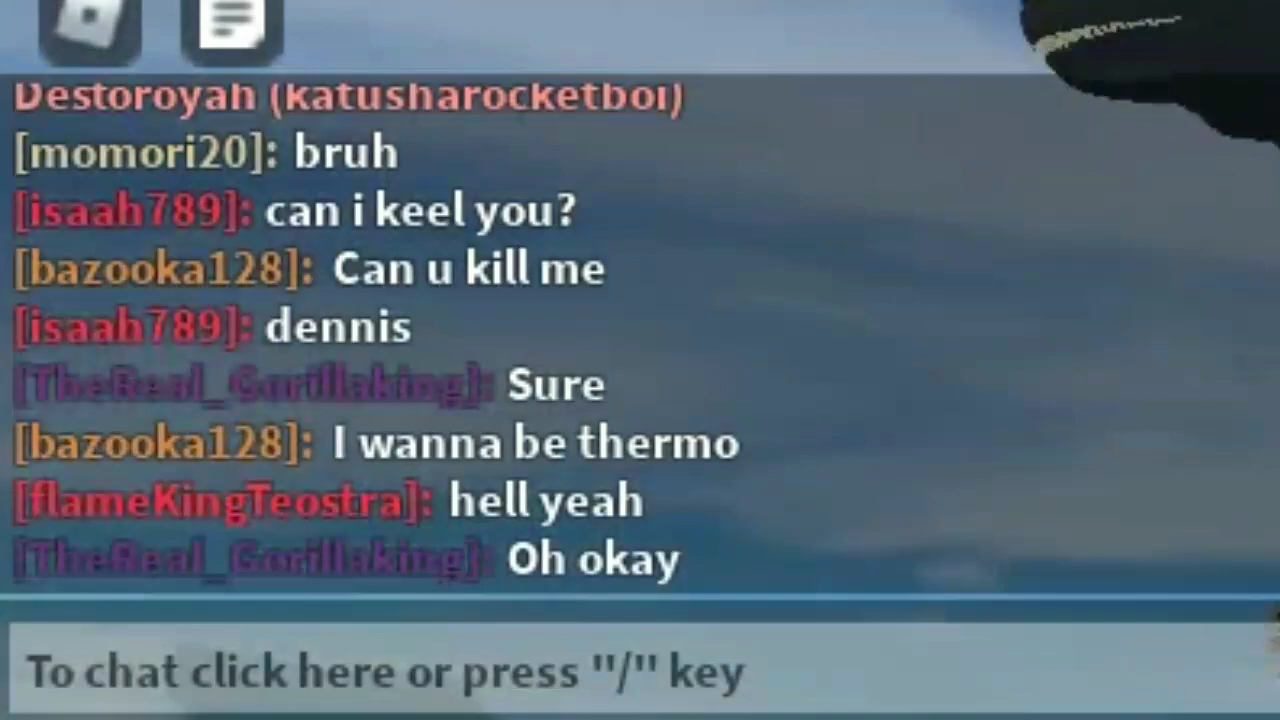 Destoroyah (katusharocketboi)
[momori20]: bruh
[isaah789]: can i keel you?
[bazooka128]: Can u kill me
[isaah789]: dennis
[TheReal_Gorillaking]: Sure
[bazooka128]: I wanna be thermo
[flameKingTeostra]: hell yeah
[TheReal_Gorillaking]: Oh okay
To chat click here or press "/" key